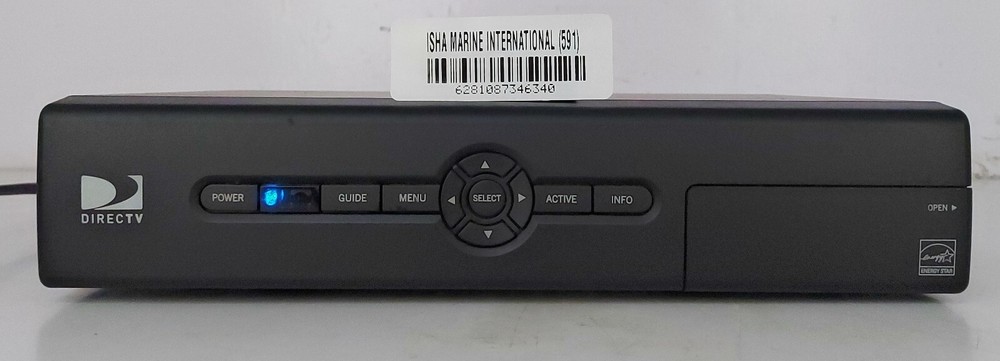 ISHA MARINE INTERNATIONAL (591)
6281087346340
DIRECTV
POWER GUIDE MENU SELECT ACTIVE INFO
OPEN
ENERGY STAR